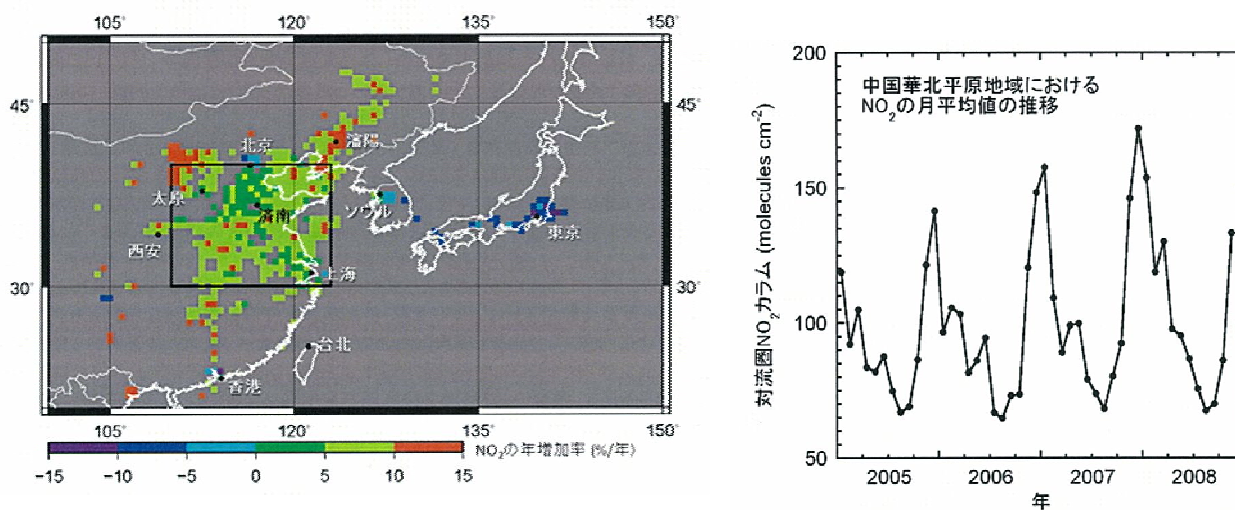 105° 120° 135° 150°
45° 45°
30° 30°
105° 120° 135° 150°
北京
瀋陽
太原
済南
ソウル
東京
西安
上海
台北
香港
−15 −10 −5 0 5 10 15
NO₂の年増加率 (%/年)
中国華北平原地域における
NO₂の月平均値の推移
対流圏NO₂カラム (molecules cm⁻²)
200
150
100
50
2005 2006 2007 2008
年